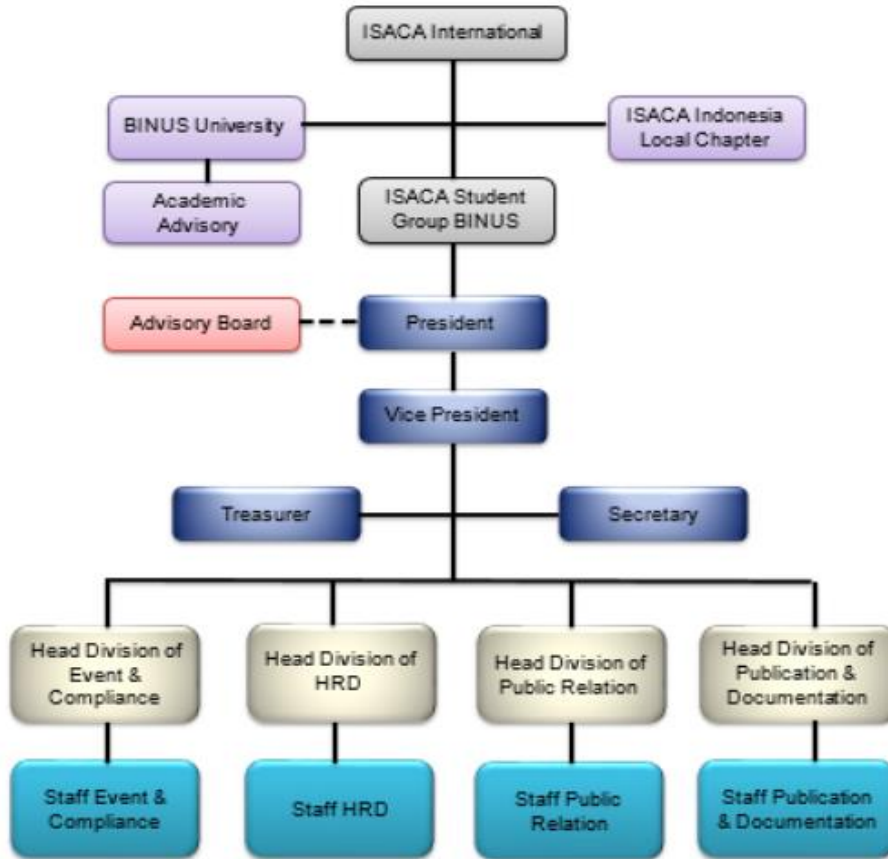 ISACA International
BINUS University
ISACA Indonesia
Local Chapter
Academic
Advisory
ISACA Student
Group BINUS
Advisory Board
President
Vice President
Treasurer
Secretary
Head Division of
Event &
Compliance
Head Division of
HRD
Head Division of
Public Relation
Head Division of
Publication &
Documentation
Staff Event &
Compliance
Staff HRD
Staff Public
Relation
Staff Publication
& Documentation